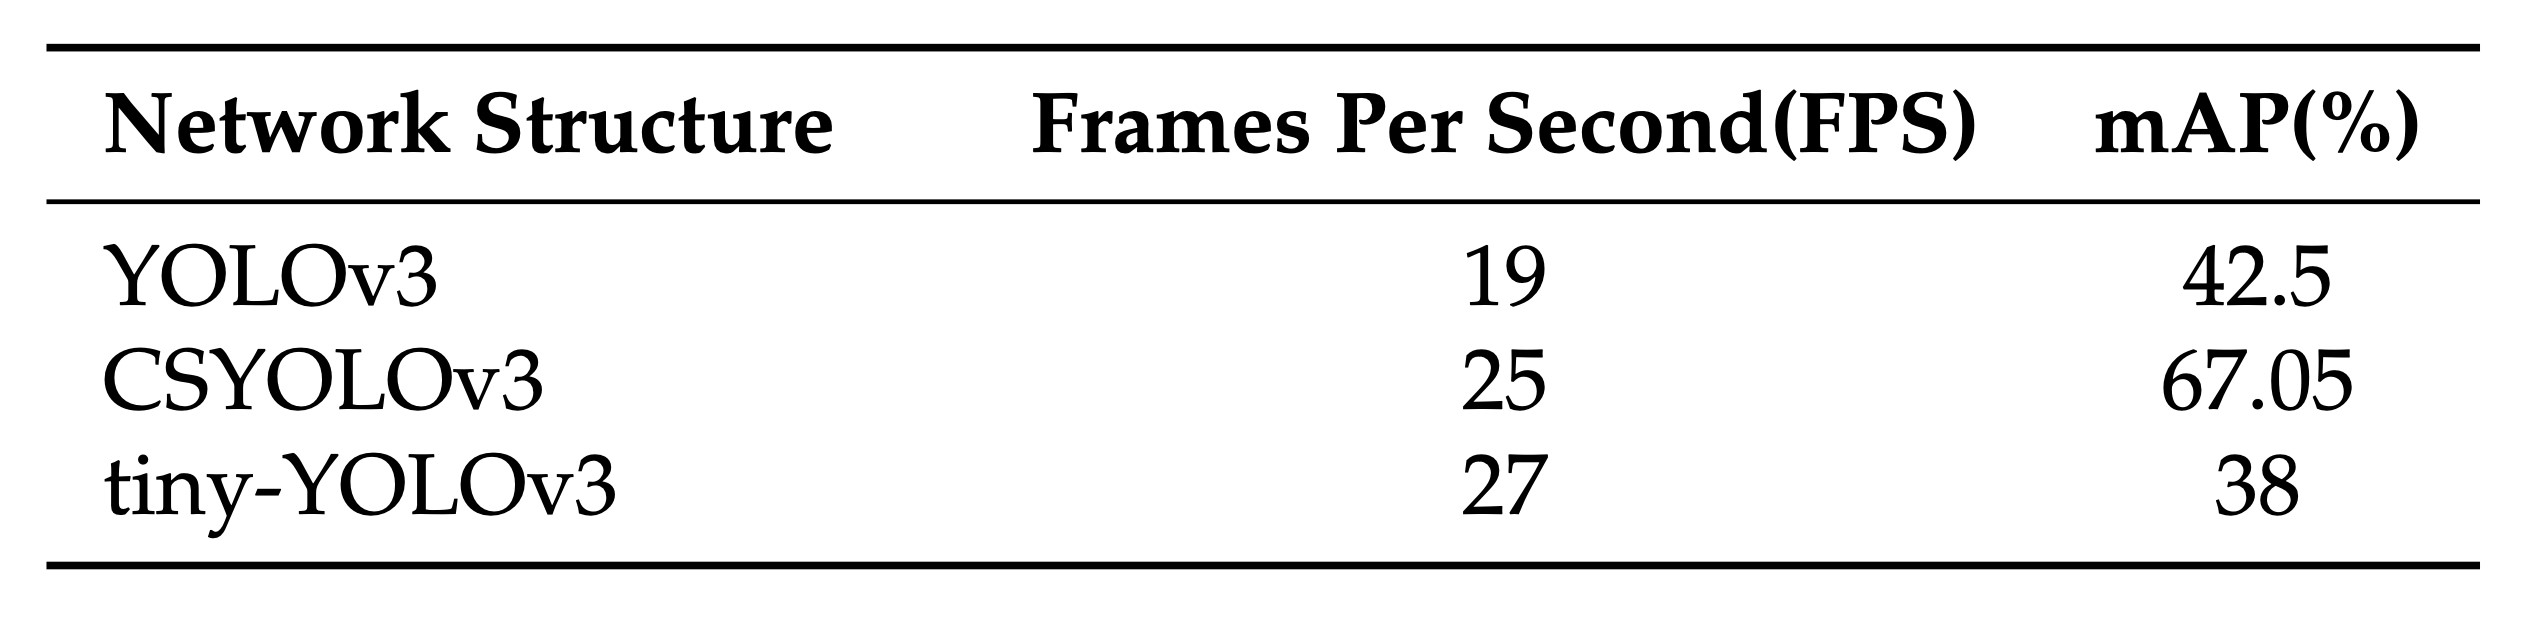 Network Structure Frames Per Second(FPS) mAP(%)
YOLOv3 19 42.5
CSYOLOv3 25 67.05
tiny-YOLOv3 27 38